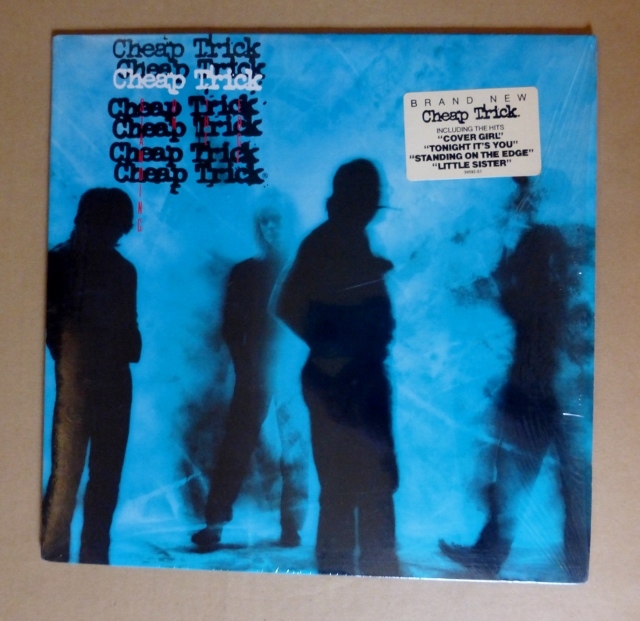 Cheap Trick
Cheap Trick
Cheap Trick
Cheap Trick
Cheap Trick
Cheap Trick
Cheap Trick
BRAND NEW
Cheap Trick.
INCLUDING THE HITS
"COVER GIRL"
"TONIGHT IT'S YOU"
"STANDING ON THE EDGE"
"LITTLE SISTER"